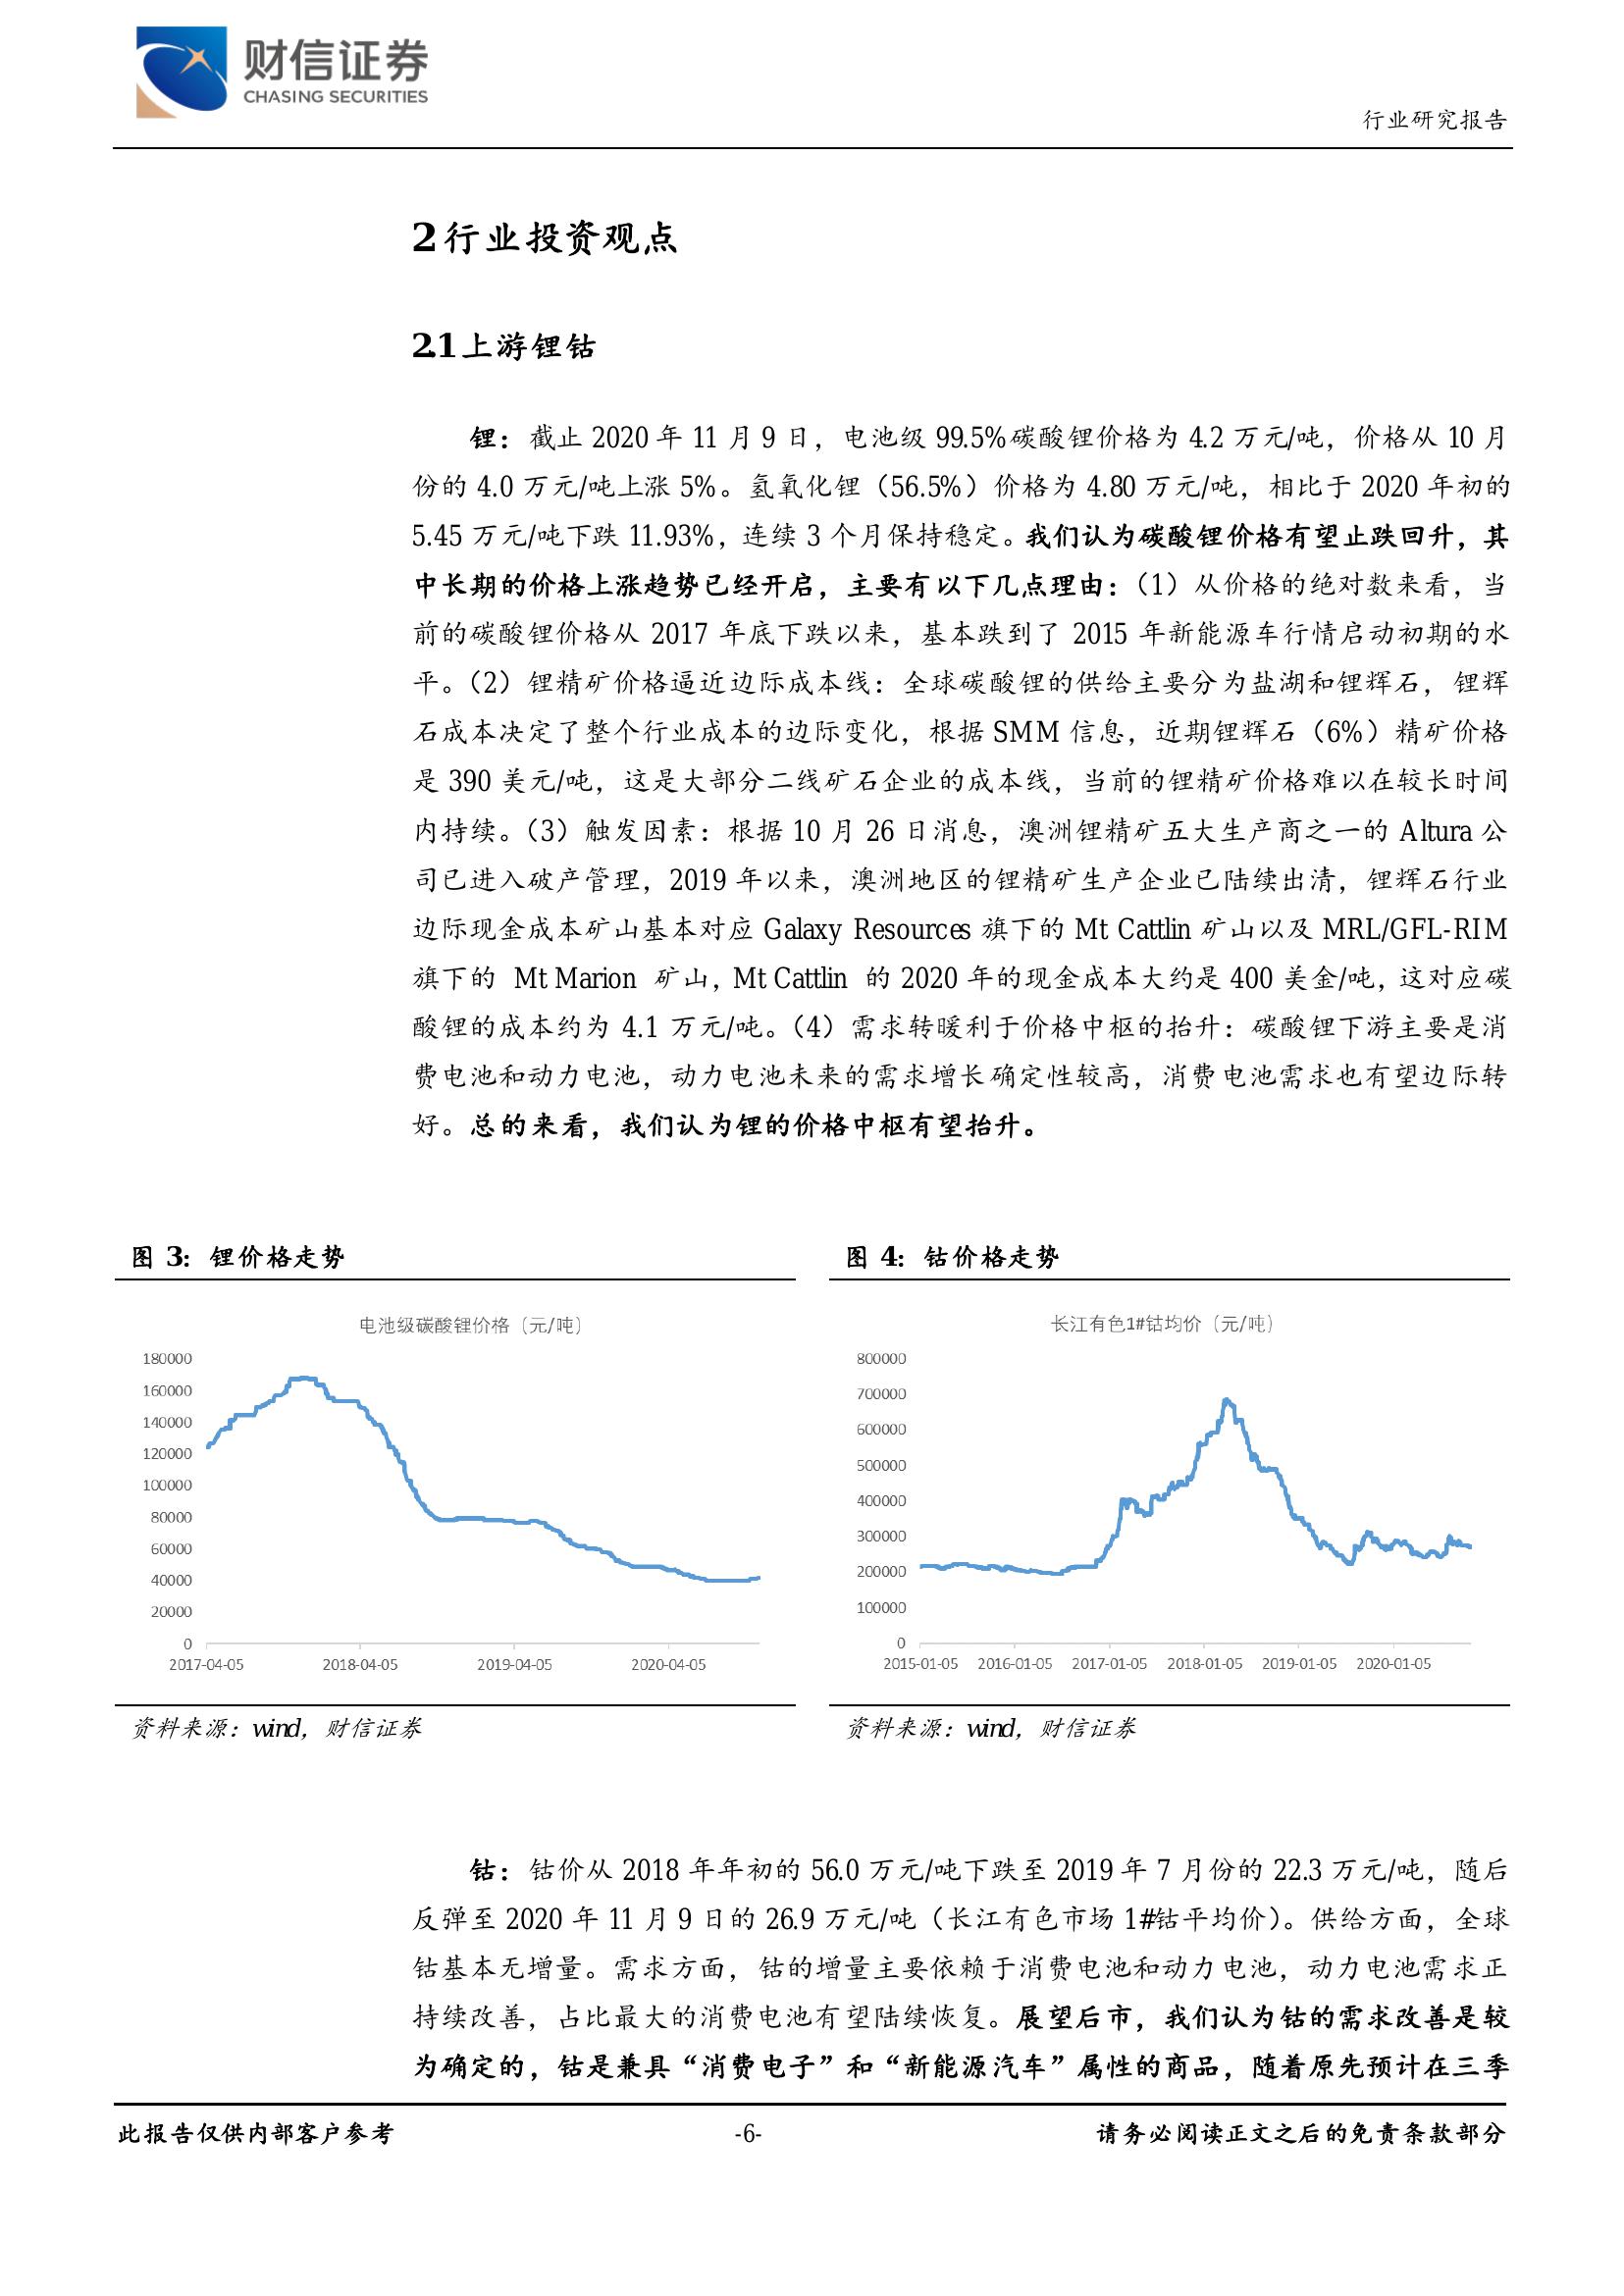 财信证券
CHASING SECURITIES
行业研究报告
2 行业投资观点
2.1 上游锂钴
锂：截止 2020 年 11 月 9 日，电池级 99.5%碳酸锂价格为 4.2 万元/吨，价格从 10 月
份的 4.0 万元/吨上涨 5%。氢氧化锂（56.5%）价格为 4.80 万元/吨，相比于 2020 年初的
5.45 万元/吨下跌 11.93%，连续 3 个月保持稳定。我们认为碳酸锂价格有望止跌回升，其
中长期的价格上涨趋势已经开启，主要有以下几点理由：（1）从价格的绝对数来看，当
前的碳酸锂价格从 2017 年底下跌以来，基本跌到了 2015 年新能源车行情启动初期的水
平。（2）锂精矿价格逼近边际成本线：全球碳酸锂的供给主要分为盐湖和锂辉石，锂辉
石成本决定了整个行业成本的边际变化，根据 SMM 信息，近期锂辉石（6%）精矿价格
是 390 美元/吨，这是大部分二线矿石企业的成本线，当前的锂精矿价格难以在较长时间
内持续。（3）触发因素：根据 10 月 26 日消息，澳洲锂精矿五大生产商之一的 Altura 公
司已进入破产管理，2019 年以来，澳洲地区的锂精矿生产企业已陆续出清，锂辉石行业
边际现金成本矿山基本对应 Galaxy Resources 旗下的 Mt Cattlin 矿山以及 MRL/GFL-RIM
旗下的 Mt Marion 矿山，Mt Cattlin 的 2020 年的现金成本大约是 400 美金/吨，这对应碳
酸锂的成本约为 4.1 万元/吨。（4）需求转暖利于价格中枢的抬升：碳酸锂下游主要是消
费电池和动力电池，动力电池未来的需求增长确定性较高，消费电池需求也有望边际转
好。总的来看，我们认为锂的价格中枢有望抬升。
图 3：锂价格走势
电池级碳酸锂价格（元/吨）
180000
160000
140000
120000
100000
80000
60000
40000
20000
0
2017-04-05 2018-04-05 2019-04-05 2020-04-05
资料来源：wind，财信证券
图 4：钴价格走势
长江有色1#钴均价（元/吨）
800000
700000
600000
500000
400000
300000
200000
100000
0
2015-01-05 2016-01-05 2017-01-05 2018-01-05 2019-01-05 2020-01-05
资料来源：wind，财信证券
钴：钴价从 2018 年年初的 56.0 万元/吨下跌至 2019 年 7 月份的 22.3 万元/吨，随后
反弹至 2020 年 11 月 9 日的 26.9 万元/吨（长江有色市场 1#钴平均价）。供给方面，全球
钴基本无增量。需求方面，钴的增量主要依赖于消费电池和动力电池，动力电池需求正
持续改善，占比最大的消费电池有望陆续恢复。展望后市，我们认为钴的需求改善是较
为确定的，钴是兼具“消费电子”和“新能源汽车”属性的商品，随着原先预计在三季
此报告仅供内部客户参考
-6-
请务必阅读正文之后的免责条款部分